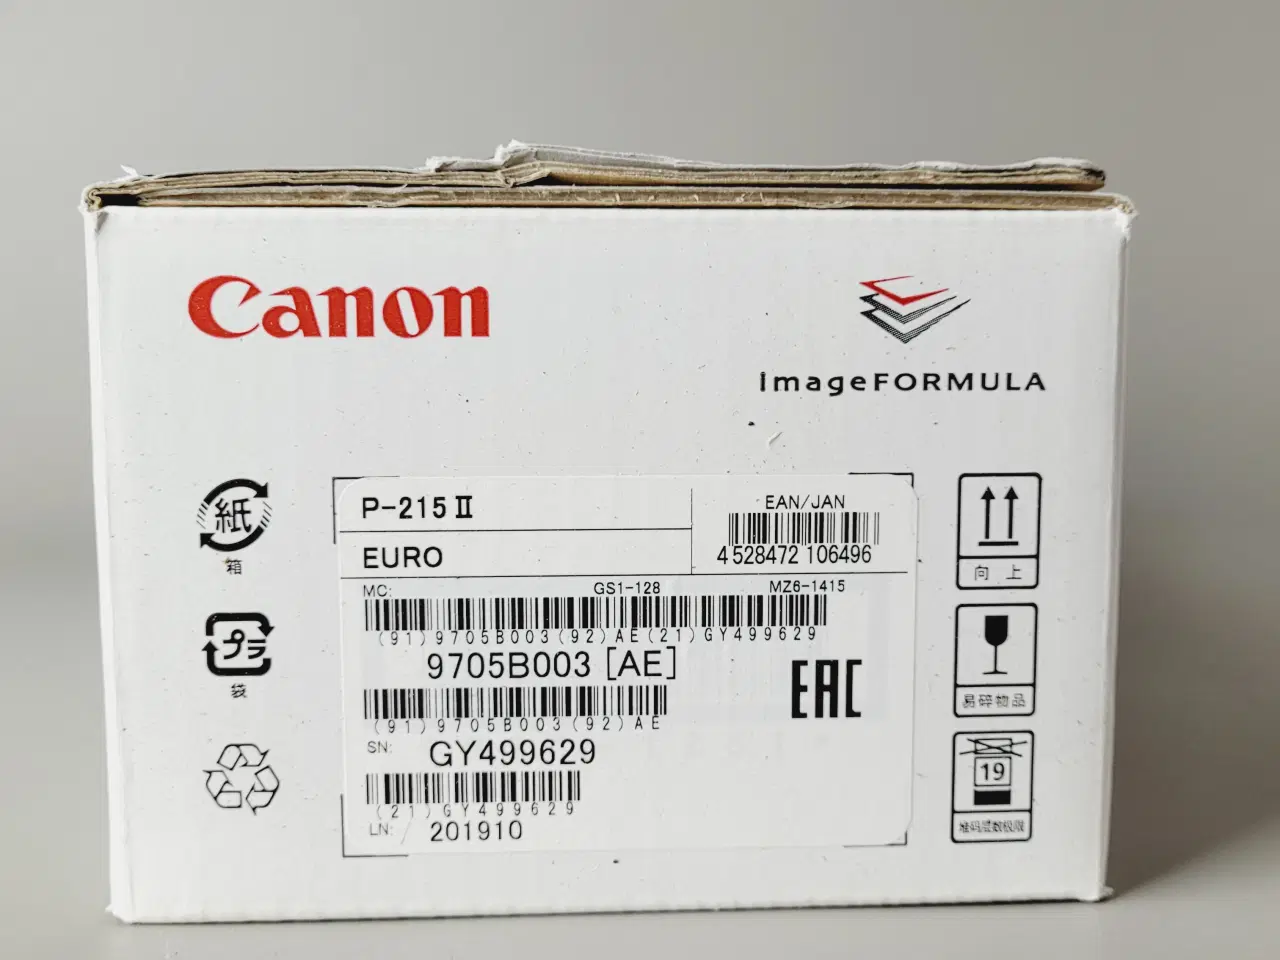 Canon
imageFORMULA
紙
箱
プラ
袋
P-215 II
EURO
EAN/JAN
4 528472 106496
MC:
GS1-128
MZ6-1415
(91)9705B003(92)AE(21)GY499629
9705B003 [AE]
(91)9705B003(92)AE
EAC
SN:
GY499629
(21)GY499629
LN:
201910
向上
易碎物品
19
堆码层数极限